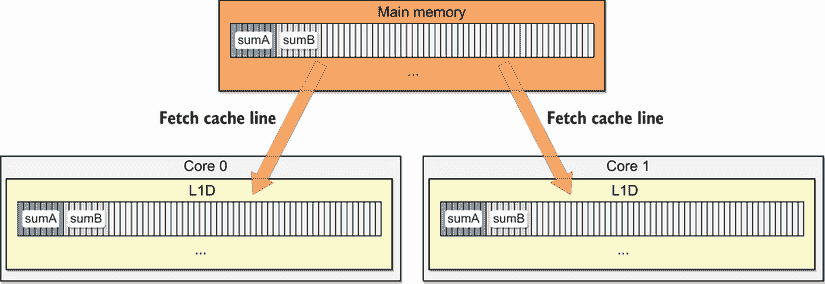 Main memory
sumA sumB
...
Fetch cache line
Fetch cache line
Core 0
L1D
sumA sumB
...
Core 1
L1D
sumA sumB
...